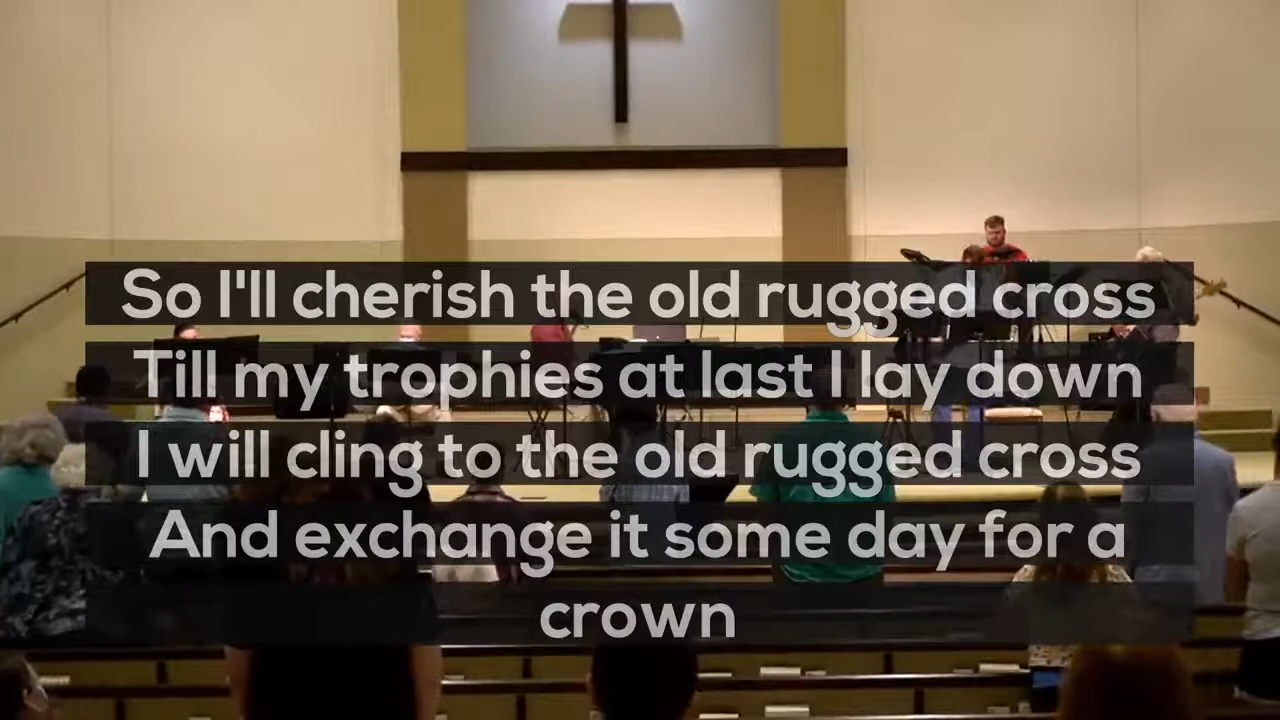 So I'll cherish the old rugged cross
Till my trophies at last I lay down
I will cling to the old rugged cross
And exchange it some day for a
crown